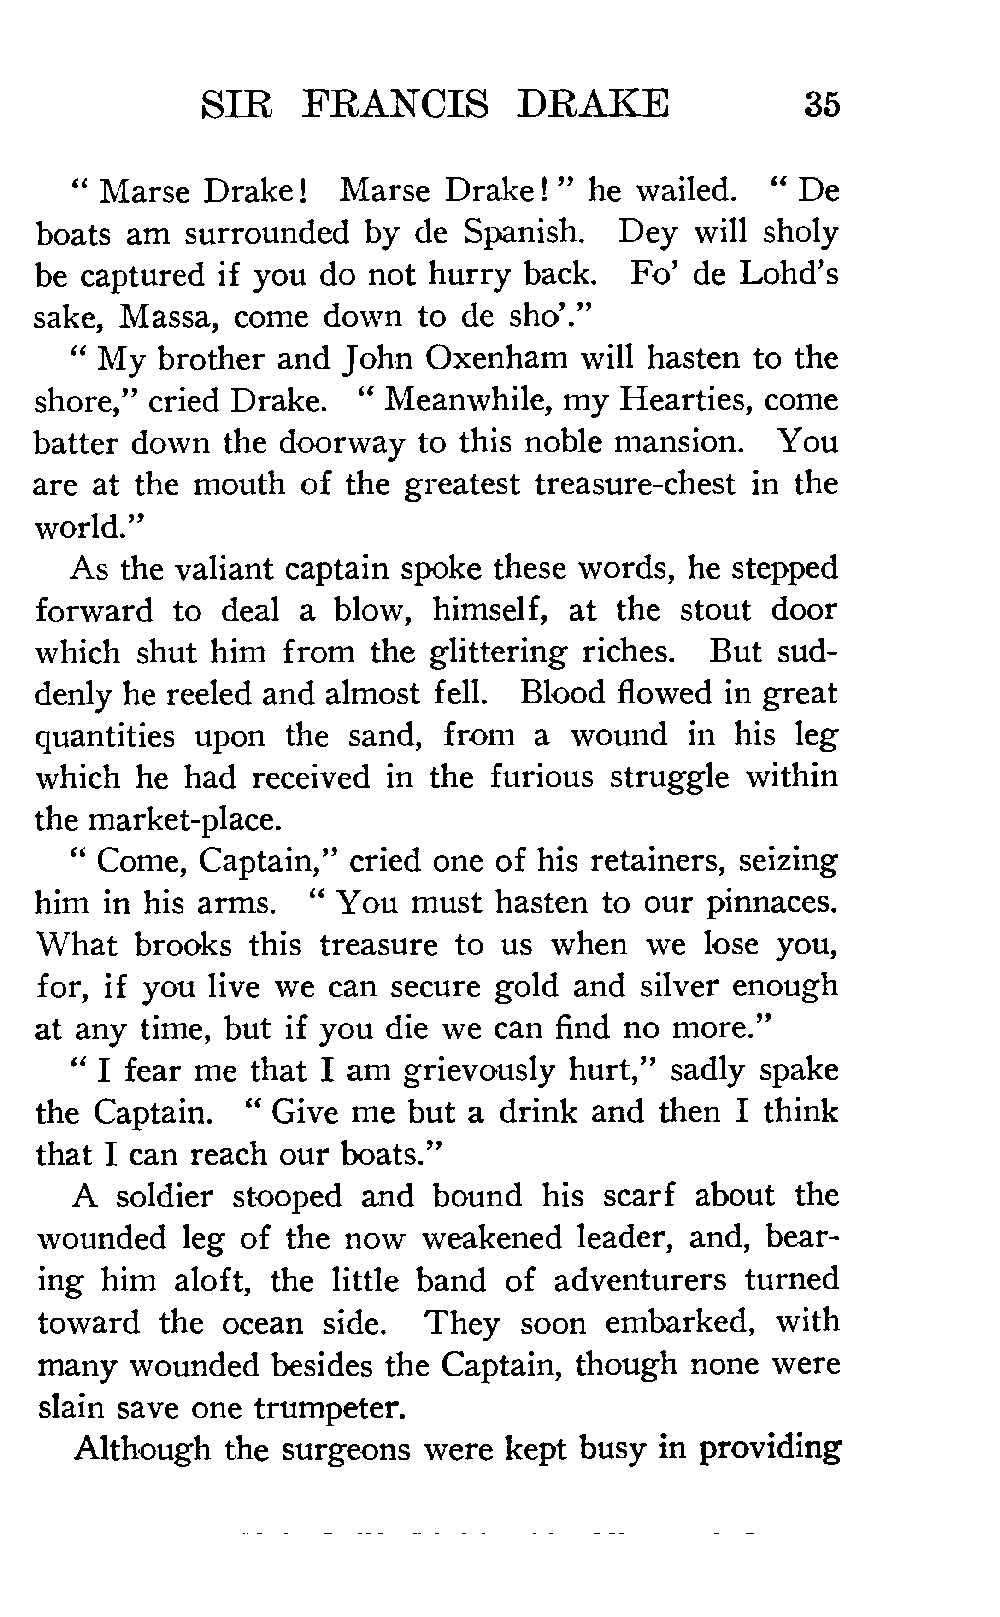 SIR FRANCIS DRAKE 35
" Marse Drake! Marse Drake!" he wailed. " De
boats am surrounded by de Spanish. Dey will sholy
be captured if you do not hurry back. Fo' de Lohd's
sake, Massa, come down to de sho'."
" My brother and John Oxenham will hasten to the
shore," cried Drake. " Meanwhile, my Hearties, come
batter down the doorway to this noble mansion. You
are at the mouth of the greatest treasure-chest in the
world."
As the valiant captain spoke these words, he stepped
forward to deal a blow, himself, at the stout door
which shut him from the glittering riches. But sud-
denly he reeled and almost fell. Blood flowed in great
quantities upon the sand, from a wound in his leg
which he had received in the furious struggle within
the market-place.
" Come, Captain," cried one of his retainers, seizing
him in his arms. " You must hasten to our pinnaces.
What brooks this treasure to us when we lose you,
for, if you live we can secure gold and silver enough
at any time, but if you die we can find no more."
" I fear me that I am grievously hurt," sadly spake
the Captain. " Give me but a drink and then I think
that I can reach our boats."
A soldier stooped and bound his scarf about the
wounded leg of the now weakened leader, and, bear-
ing him aloft, the little band of adventurers turned
toward the ocean side. They soon embarked, with
many wounded besides the Captain, though none were
slain save one trumpeter.
Although the surgeons were kept busy in providing